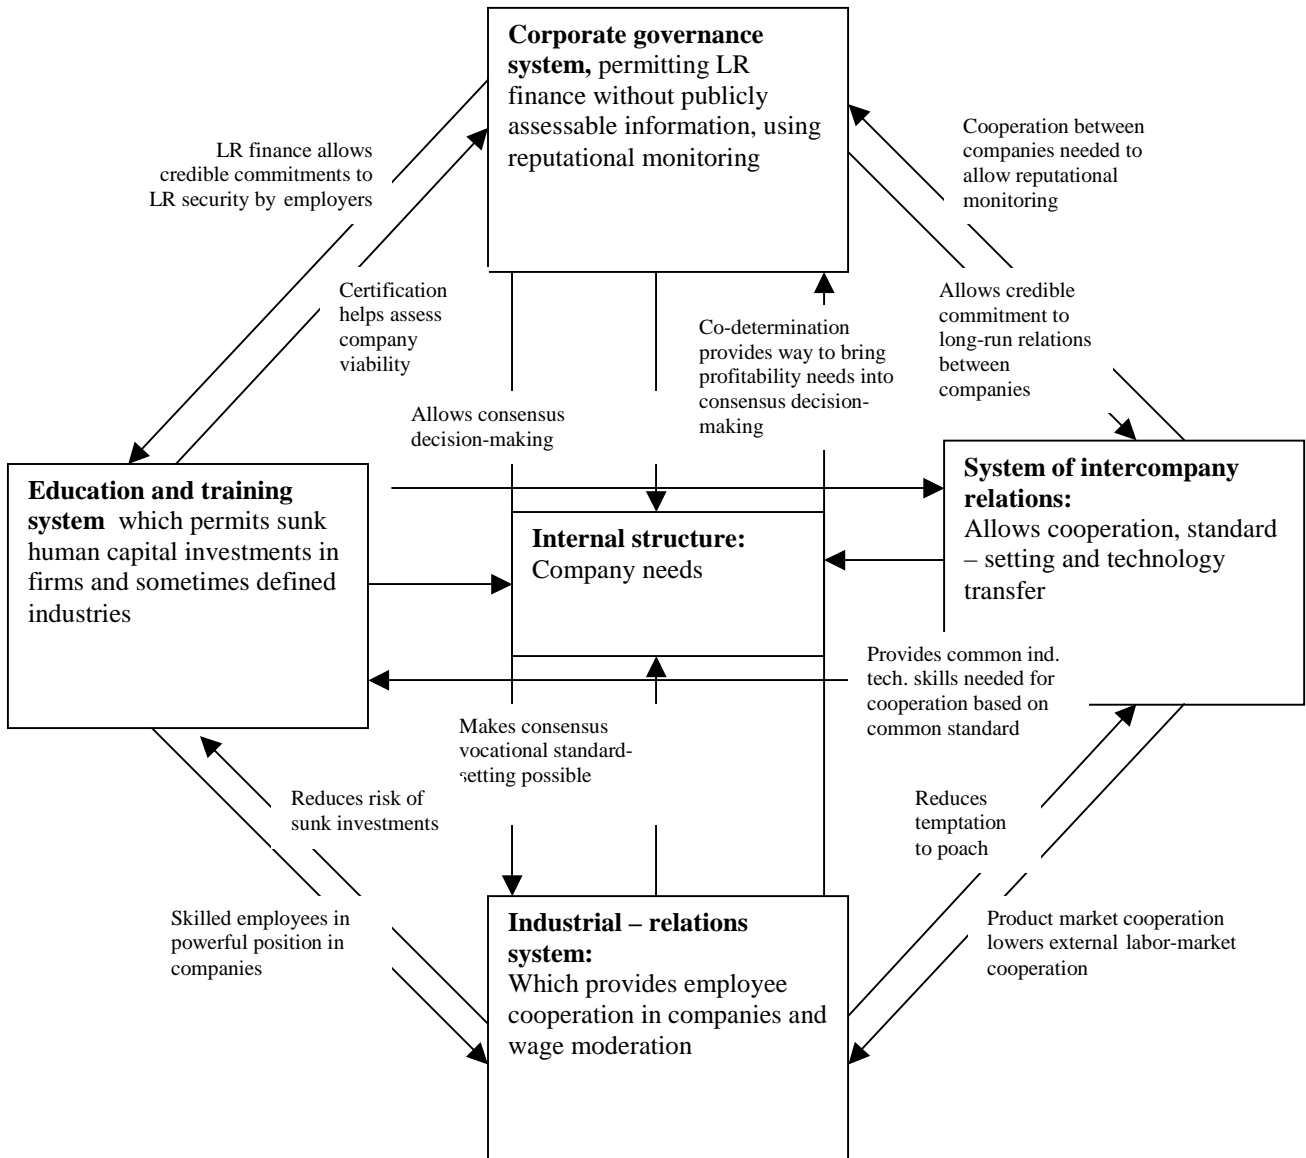 Corporate governance
system, permitting LR
finance without publicly
assessable information, using
reputational monitoring
LR finance allows
credible commitments to
LR security by employers
Cooperation between
companies needed to
allow reputational
monitoring
Certification
helps assess
company
viability
Co-determination
provides way to bring
profitability needs into
consensus decision-
making
Allows credible
commitment to
long-run relations
between
companies
Allows consensus
decision-making
Education and training
system which permits sunk
human capital investments in
firms and sometimes defined
industries
Internal structure:
Company needs
System of intercompany
relations:
Allows cooperation, standard
– setting and technology
transfer
Provides common ind.
tech. skills needed for
cooperation based on
common standard
Makes consensus
vocational standard-
setting possible
Reduces risk of
sunk investments
Reduces
temptation
to poach
Skilled employees in
powerful position in
companies
Industrial – relations
system:
Which provides employee
cooperation in companies and
wage moderation
Product market cooperation
lowers external labor-market
cooperation